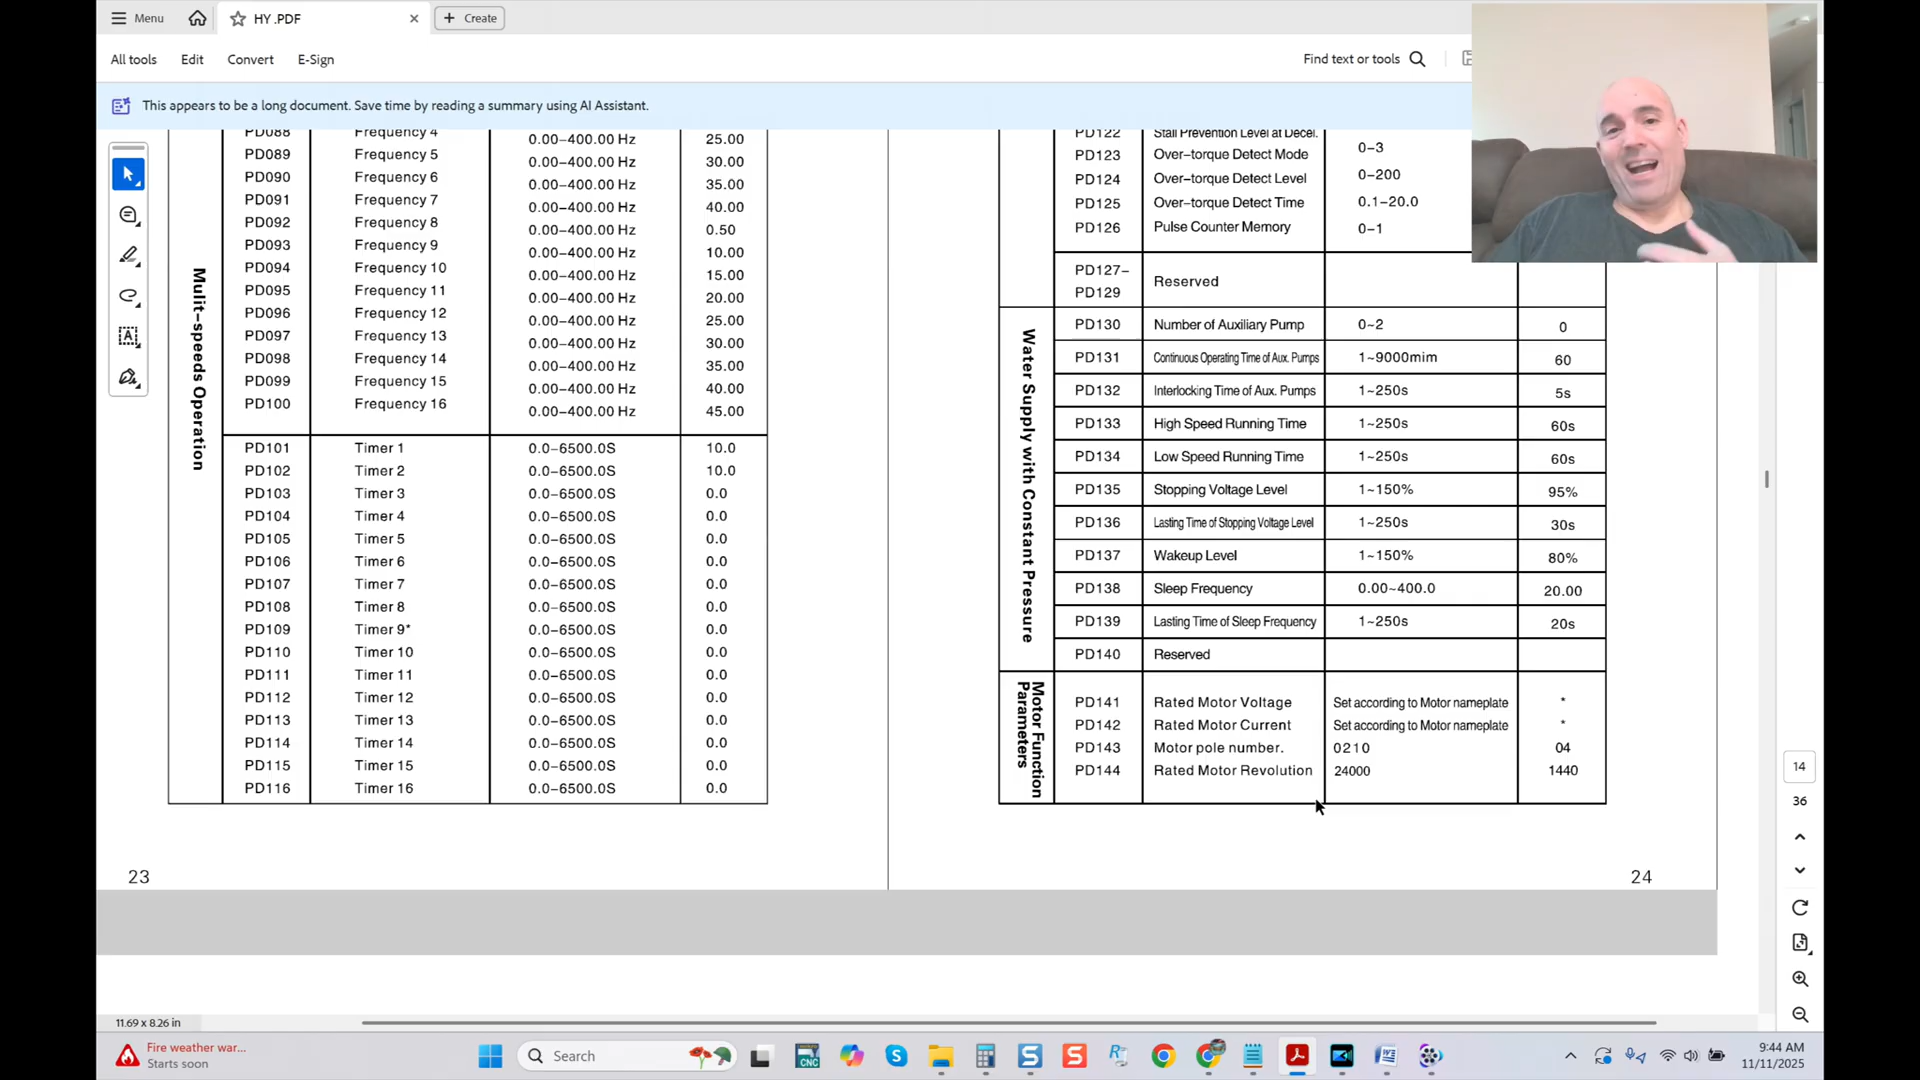 Menu
HY .PDF
Create
All tools
Edit
Convert
E-Sign
Find text or tools
This appears to be a long document. Save time by reading a summary using AI Assistant.
Mulit-speeds Operation
PD088 Frequency 4 0.00-400.00 Hz 25.00
PD089 Frequency 5 0.00-400.00 Hz 30.00
PD090 Frequency 6 0.00-400.00 Hz 35.00
PD091 Frequency 7 0.00-400.00 Hz 40.00
PD092 Frequency 8 0.00-400.00 Hz 0.50
PD093 Frequency 9 0.00-400.00 Hz 10.00
PD094 Frequency 10 0.00-400.00 Hz 15.00
PD095 Frequency 11 0.00-400.00 Hz 20.00
PD096 Frequency 12 0.00-400.00 Hz 25.00
PD097 Frequency 13 0.00-400.00 Hz 30.00
PD098 Frequency 14 0.00-400.00 Hz 35.00
PD099 Frequency 15 0.00-400.00 Hz 40.00
PD100 Frequency 16 0.00-400.00 Hz 45.00
PD101 Timer 1 0.0-6500.0S 10.0
PD102 Timer 2 0.0-6500.0S 10.0
PD103 Timer 3 0.0-6500.0S 0.0
PD104 Timer 4 0.0-6500.0S 0.0
PD105 Timer 5 0.0-6500.0S 0.0
PD106 Timer 6 0.0-6500.0S 0.0
PD107 Timer 7 0.0-6500.0S 0.0
PD108 Timer 8 0.0-6500.0S 0.0
PD109 Timer 9* 0.0-6500.0S 0.0
PD110 Timer 10 0.0-6500.0S 0.0
PD111 Timer 11 0.0-6500.0S 0.0
PD112 Timer 12 0.0-6500.0S 0.0
PD113 Timer 13 0.0-6500.0S 0.0
PD114 Timer 14 0.0-6500.0S 0.0
PD115 Timer 15 0.0-6500.0S 0.0
PD116 Timer 16 0.0-6500.0S 0.0
23
PD122 Stall Prevention Level at Decel.
PD123 Over-torque Detect Mode 0-3
PD124 Over-torque Detect Level 0-200
PD125 Over-torque Detect Time 0.1-20.0
PD126 Pulse Counter Memory 0-1
PD127-
PD129 Reserved
Water Supply with Constant Pressure
PD130 Number of Auxiliary Pump 0~2 0
PD131 Continuous Operating Time of Aux. Pumps 1~9000mim 60
PD132 Interlocking Time of Aux. Pumps 1~250s 5s
PD133 High Speed Running Time 1~250s 60s
PD134 Low Speed Running Time 1~250s 60s
PD135 Stopping Voltage Level 1~150% 95%
PD136 Lasting Time of Stopping Voltage Level 1~250s 30s
PD137 Wakeup Level 1~150% 80%
PD138 Sleep Frequency 0.00~400.0 20.00
PD139 Lasting Time of Sleep Frequency 1~250s 20s
PD140 Reserved
Motor Function
Parameters
PD141 Rated Motor Voltage Set according to Motor nameplate *
PD142 Rated Motor Current Set according to Motor nameplate *
PD143 Motor pole number. 0210 04
PD144 Rated Motor Revolution 24000 1440
24
14
36
11.69 x 8.26 in
Fire weather war...
Starts soon
Search
CNC
9:44 AM
11/11/2025